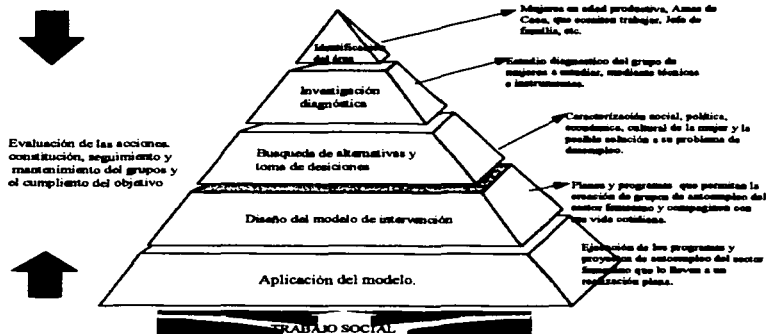 Identificación
del área
Investigación
diagnóstica
Busqueda de alternativas y
toma de desiciones
Diseño del modelo de intervención
Aplicación del modelo.
TRABAJO SOCIAL
Evaluación de las acciones.
constitución, seguimiento y
mantenimiento del grupos y
el cumpliento del objetivo
Mujeres en edad productiva, Amas de
Casa, que necesiten trabajar, Jefe de
familia, etc.
Estudio diagnostico del grupo de
mujeres a estudiar, mediante técnicas
e instrumentos.
Caracterización social, política,
económica, cultural de la mujer y la
posible solución a su problema de
desempleo.
Planes y programas que permitan la
creación de grupos de autoempleo del
sector femenino y compagitiva con
su vida cotidiana.
Ejecución de los programas y
proyectos de autoempleo del sector
femenino que lo lleven a un
realización plena.